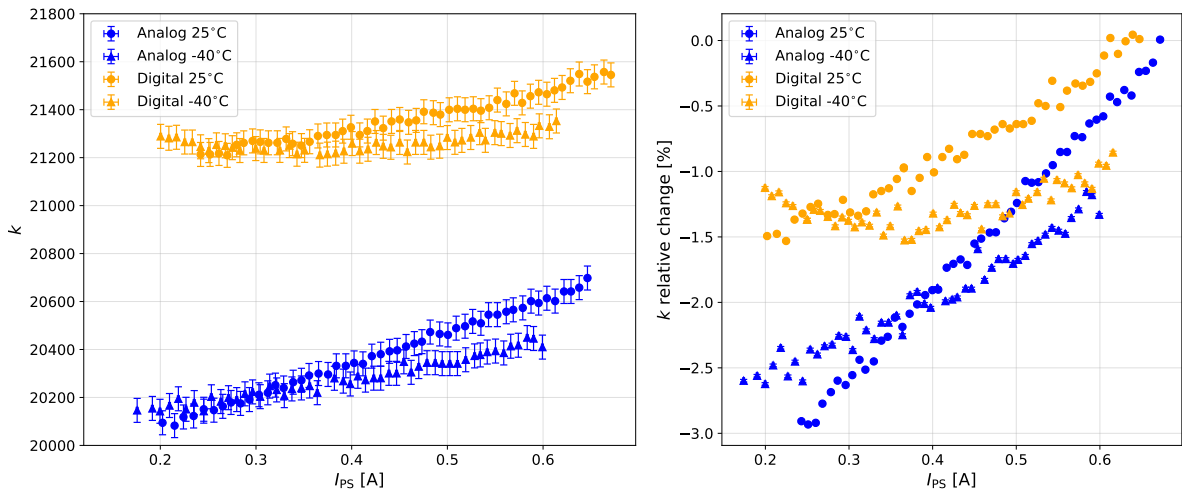 21800
21600
21400
21200
21000
20800
20600
20400
20200
20000
k
0.2 0.3 0.4 0.5 0.6
I_PS [A]
Analog 25°C
Analog -40°C
Digital 25°C
Digital -40°C
0.0
−0.5
−1.0
−1.5
−2.0
−2.5
−3.0
k relative change [%]
0.2 0.3 0.4 0.5 0.6
I_PS [A]
Analog 25°C
Analog -40°C
Digital 25°C
Digital -40°C